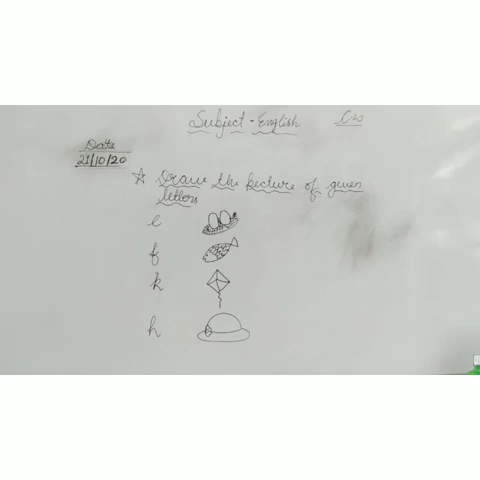 Subject - English
C.W
Date
21/10/20
☆ Draw the picture of given
letters
e
f
k
h